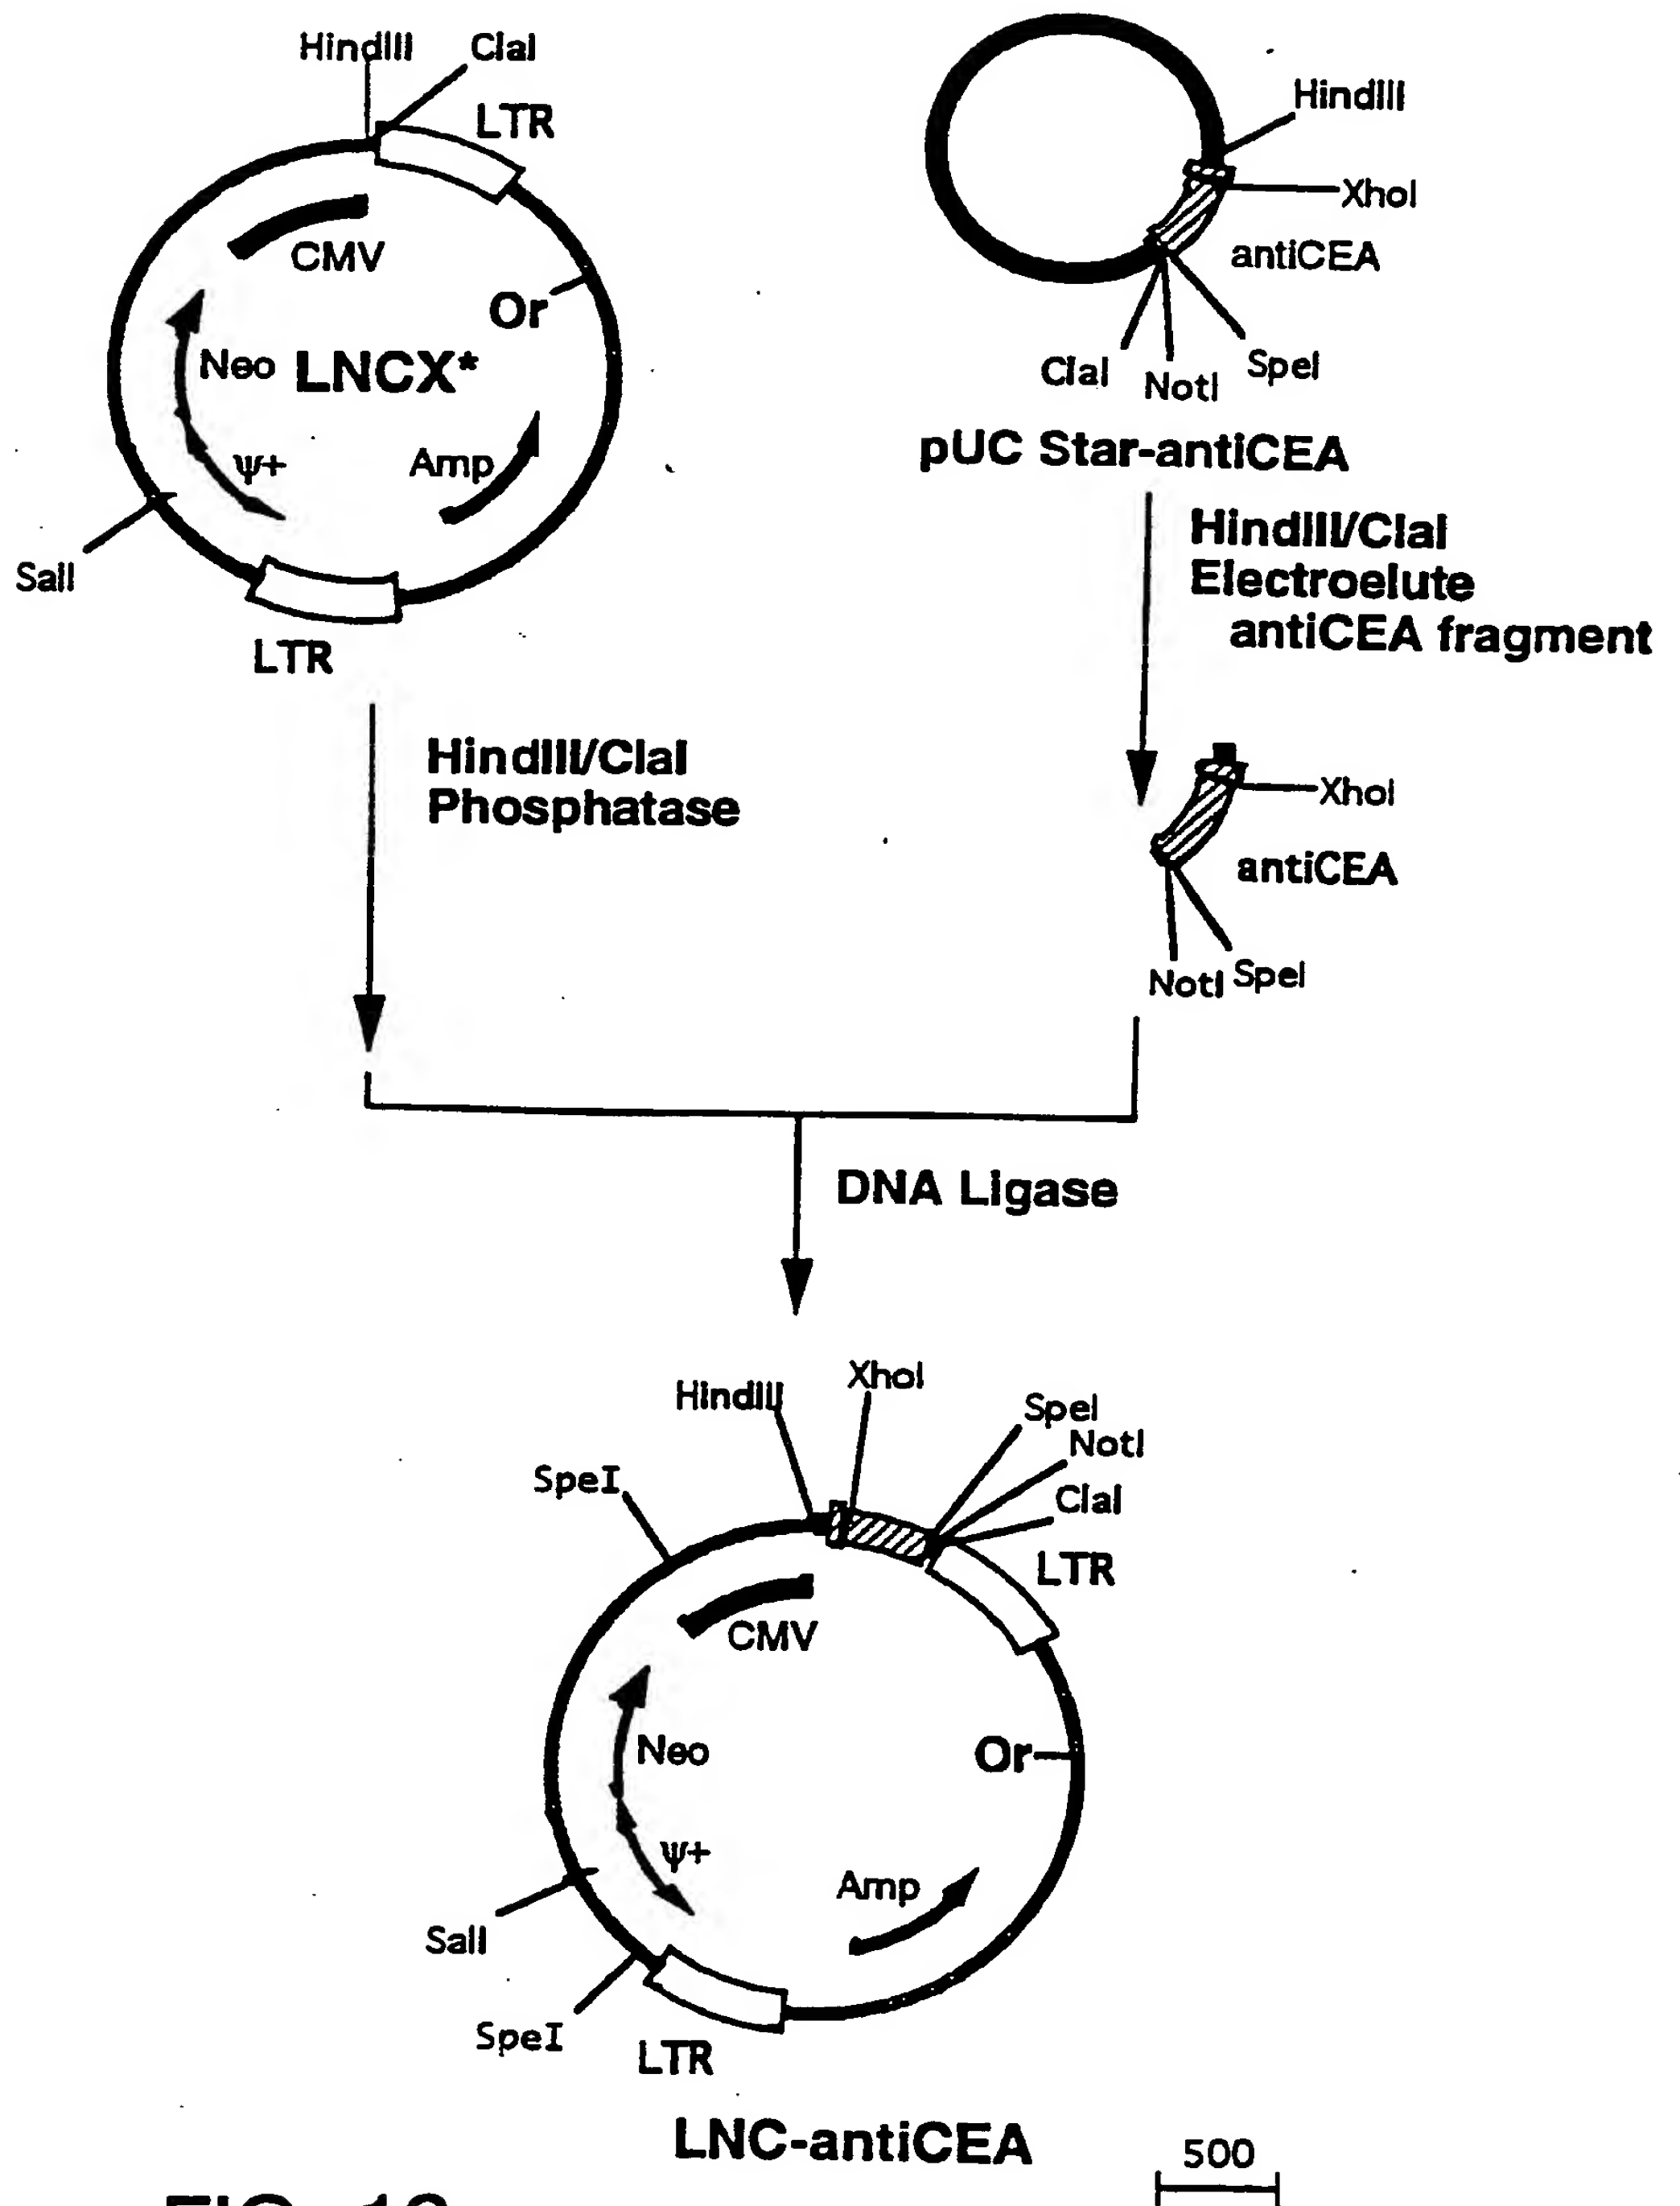 HindIII
ClaI
LTR
CMV
Or
Neo
LNCX*
ψ+
Amp
SalI
LTR
HindIII
XhoI
antiCEA
ClaI
NotI
SpeI
pUC Star-antiCEA
HindIII/ClaI
Electroelute
antiCEA fragment
HindIII/ClaI
Phosphatase
XhoI
antiCEA
NotI
SpeI
DNA Ligase
HindIII
XhoI
SpeI
NotI
ClaI
SpeI
LTR
CMV
Neo
Or
ψ+
Amp
SalI
SpeI
LTR
LNC-antiCEA
500